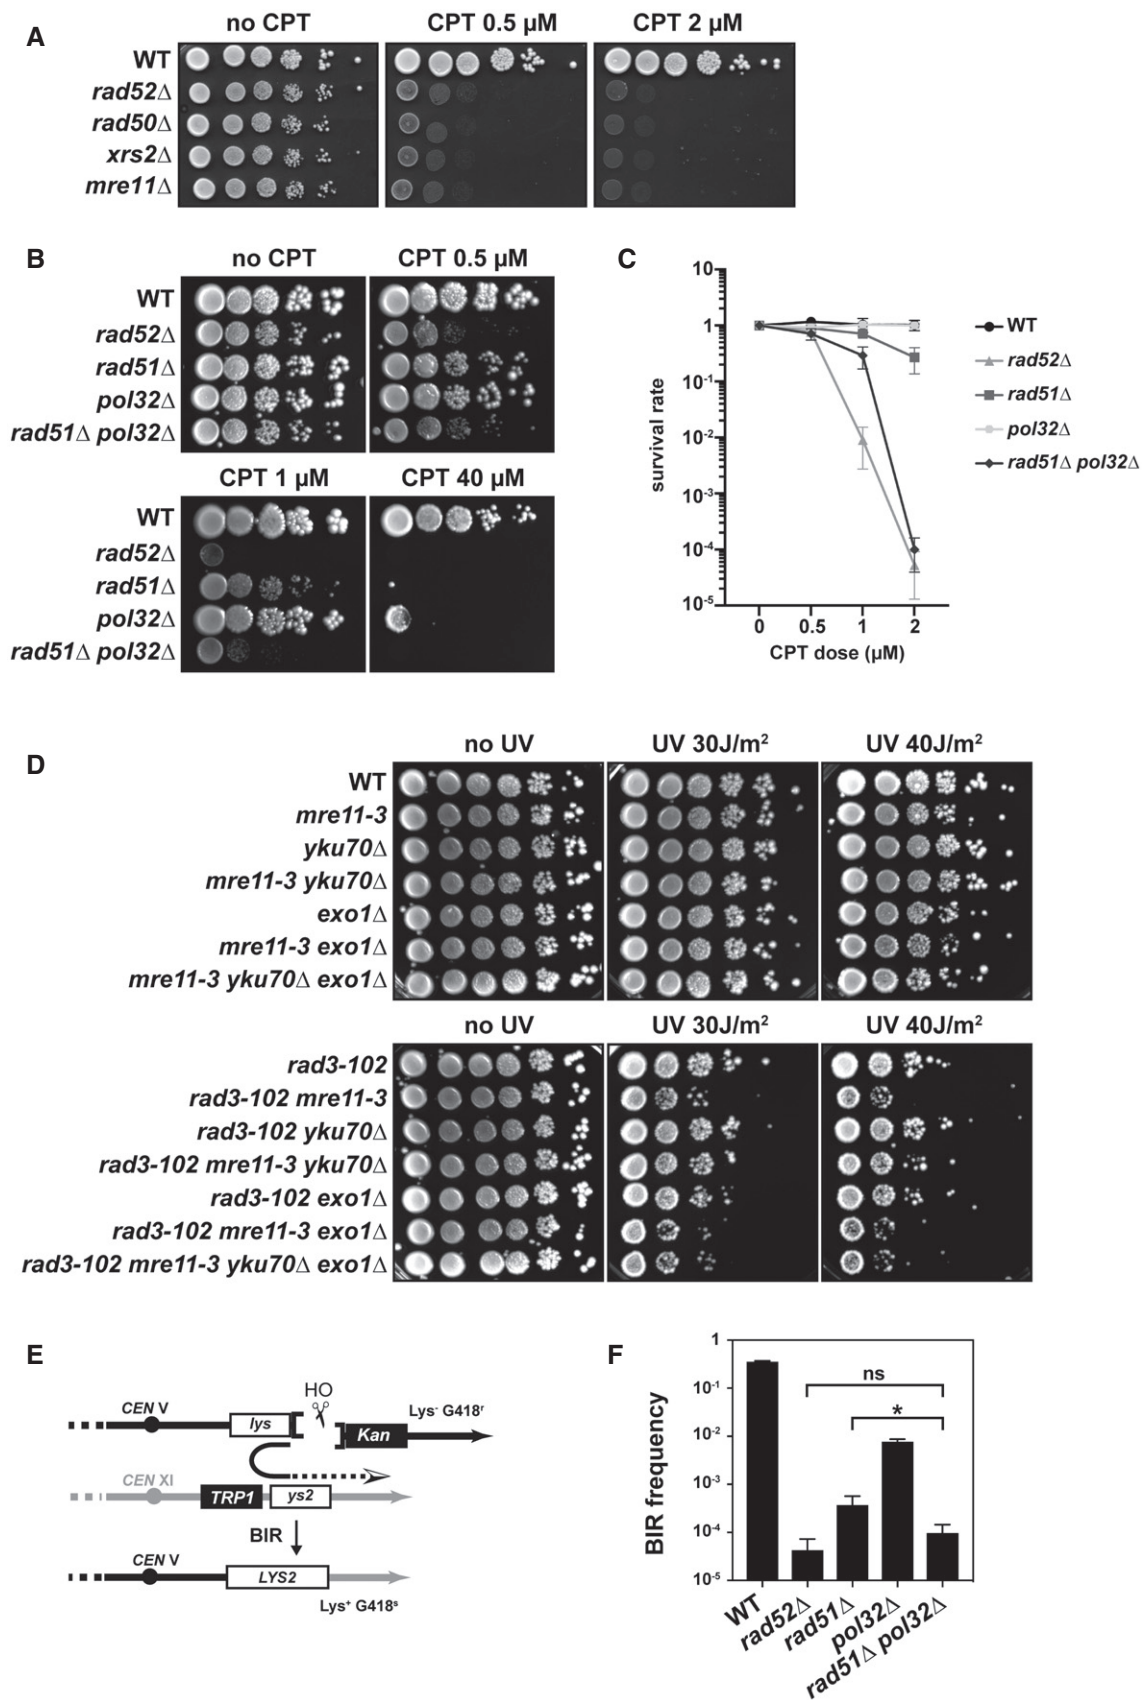 A
no CPT
CPT 0.5 µM
CPT 2 µM
WT
rad52Δ
rad50Δ
xrs2Δ
mre11Δ
B
no CPT
CPT 0.5 µM
WT
rad52Δ
rad51Δ
pol32Δ
rad51Δ pol32Δ
CPT 1 µM
CPT 40 µM
WT
rad52Δ
rad51Δ
pol32Δ
rad51Δ pol32Δ
C
10
1
10⁻¹
10⁻²
10⁻³
10⁻⁴
10⁻⁵
survival rate
0
0.5
1
2
CPT dose (µM)
WT
rad52Δ
rad51Δ
pol32Δ
rad51Δ pol32Δ
D
no UV
UV 30J/m²
UV 40J/m²
WT
mre11-3
yku70Δ
mre11-3 yku70Δ
exo1Δ
mre11-3 exo1Δ
mre11-3 yku70Δ exo1Δ
no UV
UV 30J/m²
UV 40J/m²
rad3-102
rad3-102 mre11-3
rad3-102 yku70Δ
rad3-102 mre11-3 yku70Δ
rad3-102 exo1Δ
rad3-102 mre11-3 exo1Δ
rad3-102 mre11-3 yku70Δ exo1Δ
E
HO
CEN V
lys
Kan
Lys⁻ G418ʳ
CEN XI
TRP1
ys2
BIR
CEN V
LYS2
Lys⁺ G418ˢ
F
BIR frequency
1
10⁻¹
10⁻²
10⁻³
10⁻⁴
10⁻⁵
ns
*
WT
rad52Δ
rad51Δ
pol32Δ
rad51Δ pol32Δ